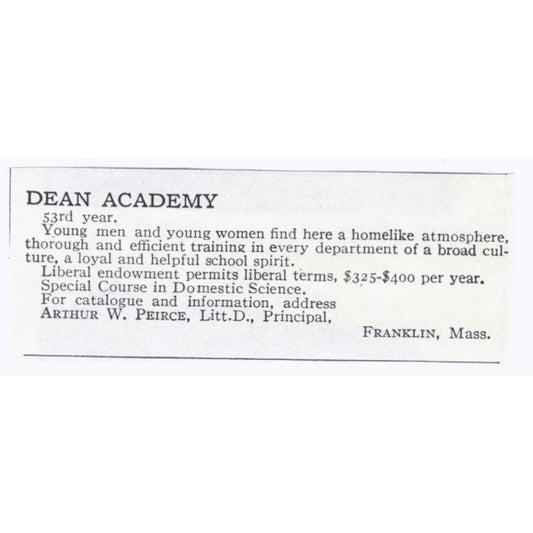 DEAN ACADEMY
53rd year.
Young men and young women find here a homelike atmosphere,
thorough and efficient training in every department of a broad cul-
ture, a loyal and helpful school spirit.
Liberal endowment permits liberal terms, $325-$400 per year.
Special Course in Domestic Science.
For catalogue and information, address
ARTHUR W. PEIRCE, Litt.D., Principal,
FRANKLIN, Mass.